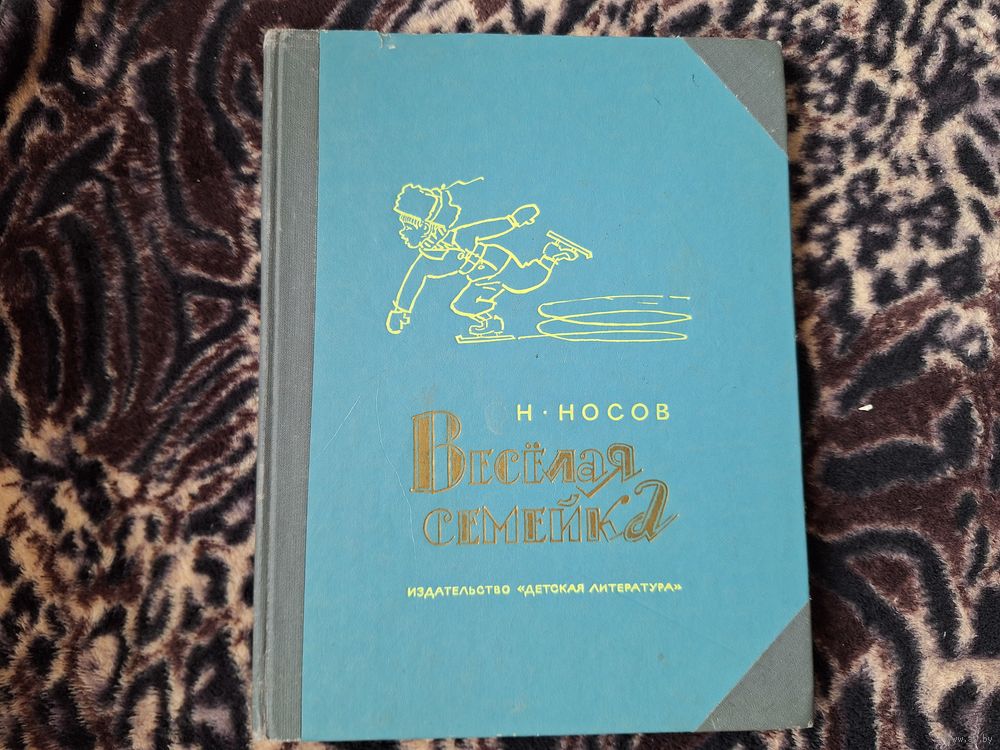 Н · НОСОВ
ВЕСЁЛАЯ
СЕМЕЙКА
ИЗДАТЕЛЬСТВО «ДЕТСКАЯ ЛИТЕРАТУРА»